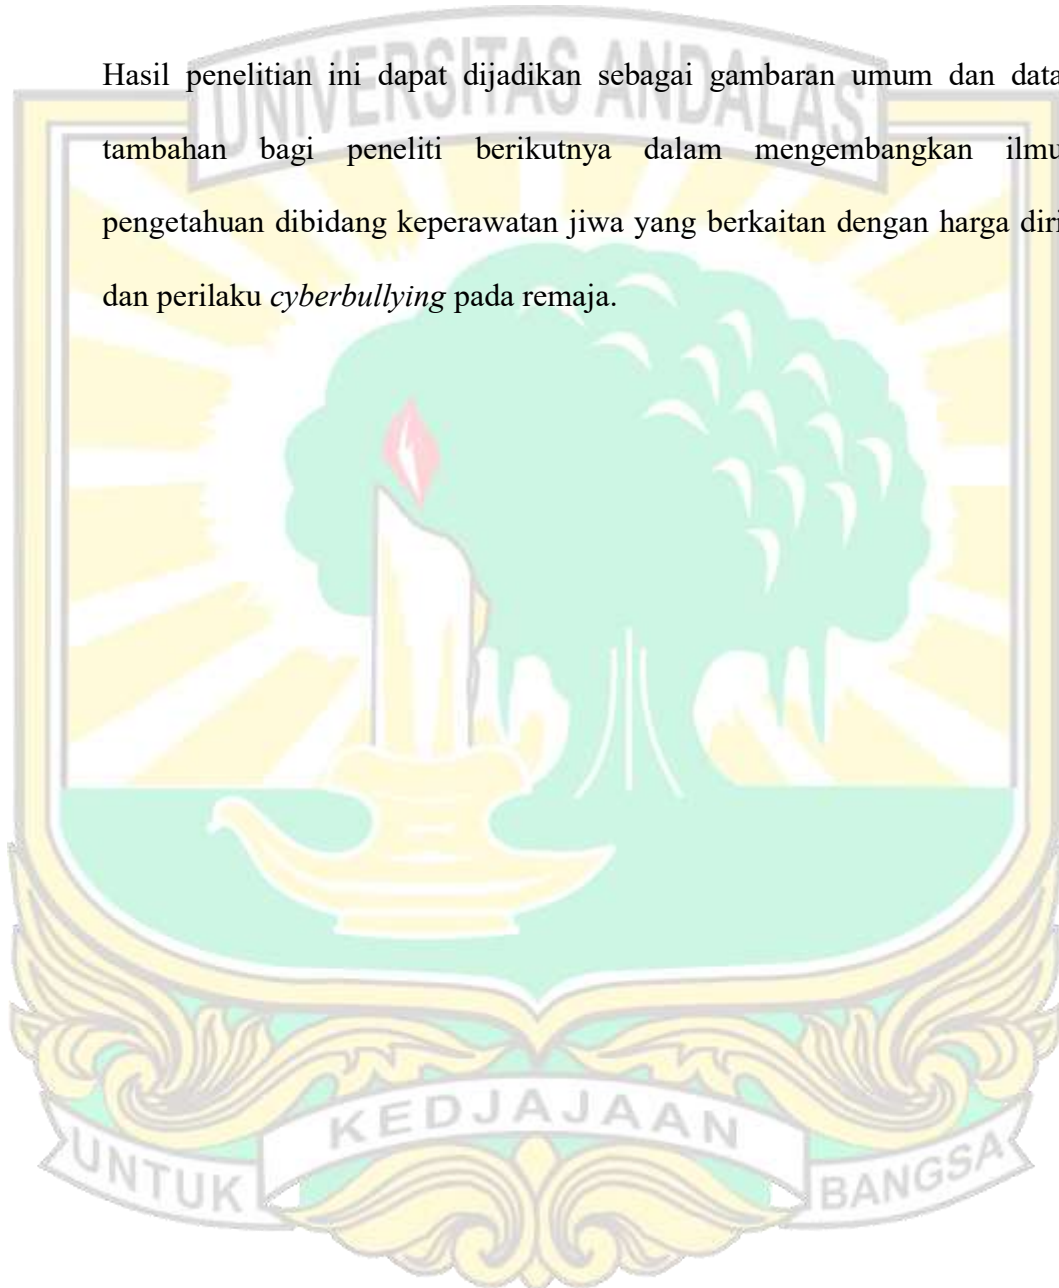 UNIVERSITAS ANDALAS
Hasil penelitian ini dapat dijadikan sebagai gambaran umum dan data
tambahan bagi peneliti berikutnya dalam mengembangkan ilmu
pengetahuan dibidang keperawatan jiwa yang berkaitan dengan harga diri
dan perilaku cyberbullying pada remaja.
UNTUK KEDJAJAAN BANGSA